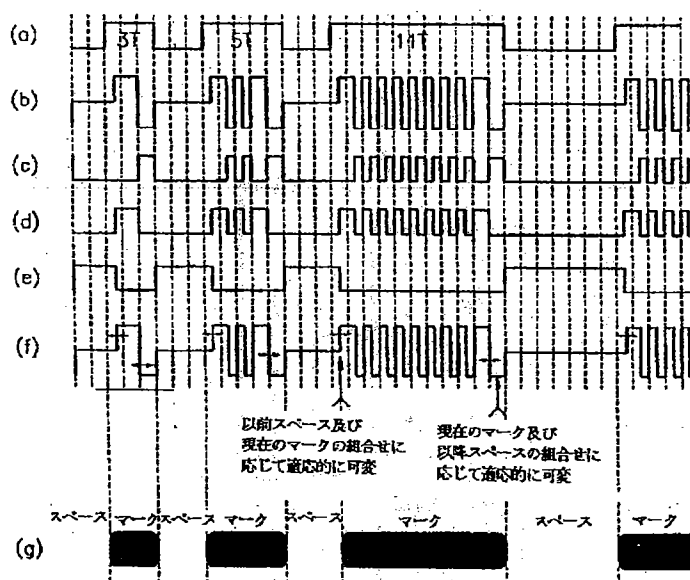 (a)
3T
5T
14T
(b)
(c)
(d)
(e)
(f)
以前スペース及び
現在のマークの組合せに
応じて適応的に可変
現在のマーク及び
以降スペースの組合せに
応じて適応的に可変
スペース マーク スペース マーク スペース マーク スペース マーク
(g)